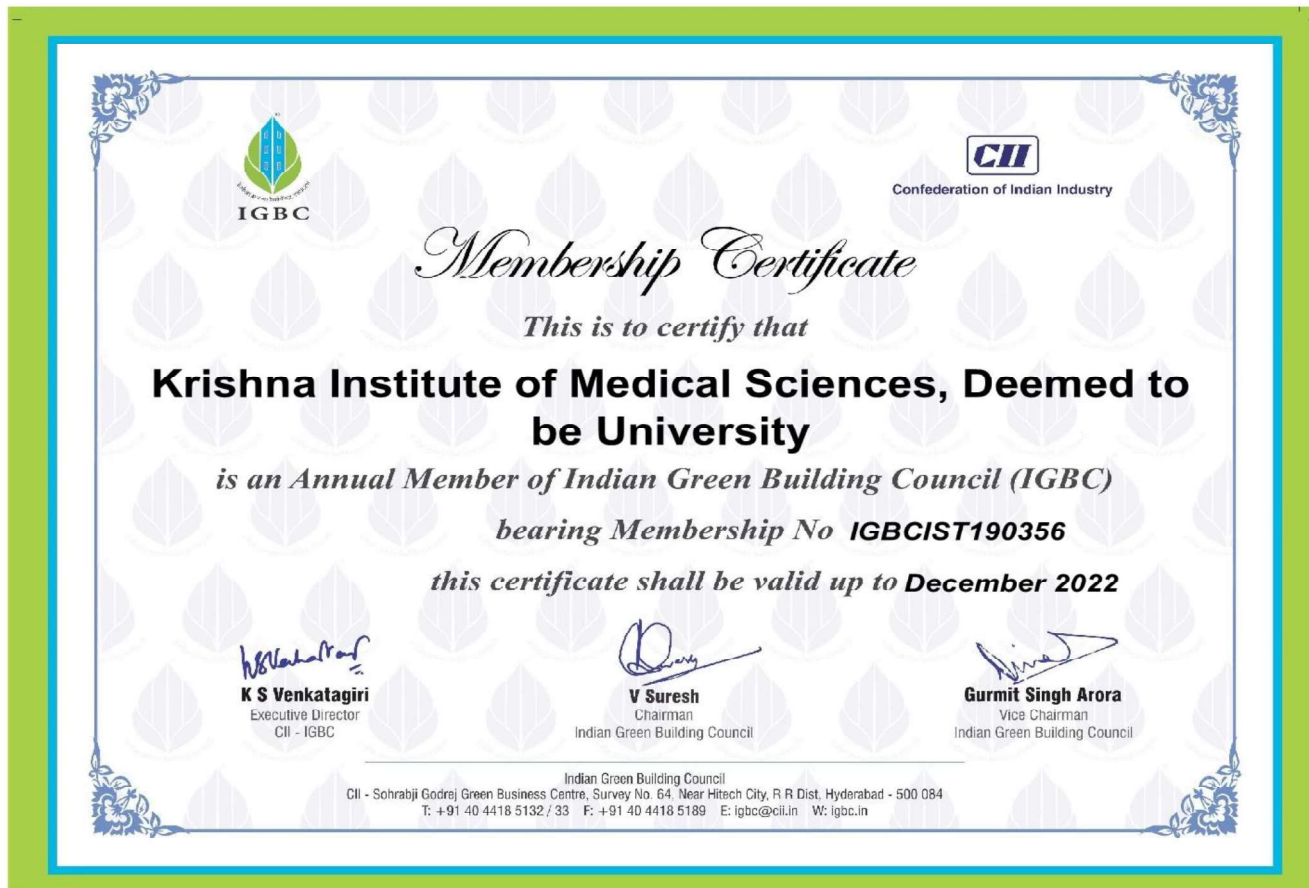 IGBC
CII
Confederation of Indian Industry
Membership Certificate
This is to certify that
Krishna Institute of Medical Sciences, Deemed to
be University
is an Annual Member of Indian Green Building Council (IGBC)
bearing Membership No IGBCIST190356
this certificate shall be valid up to December 2022
K S Venkatagiri
Executive Director
CII - IGBC
V Suresh
Chairman
Indian Green Building Council
Gurmit Singh Arora
Vice Chairman
Indian Green Building Council
Indian Green Building Council
CII - Sohrabji Godrej Green Business Centre, Survey No. 64, Near Hitech City, R R Dist, Hyderabad - 500 084
T: +91 40 4418 5132 / 33 F: +91 40 4418 5189 E: igbc@cii.in W: igbc.in